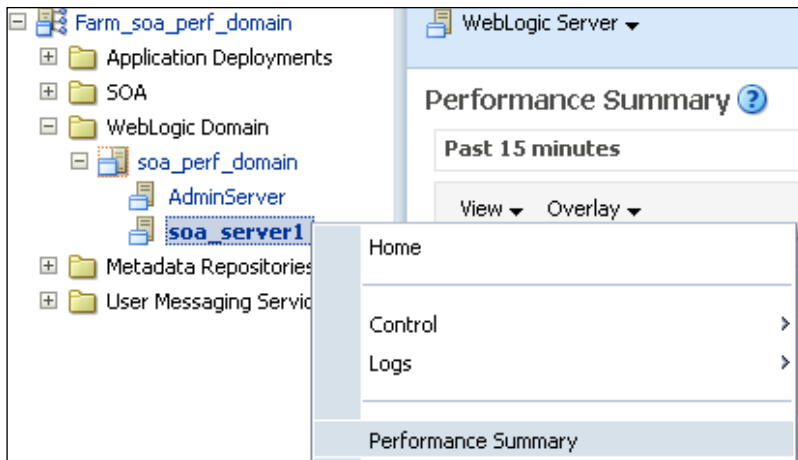 Farm_soa_perf_domain
Application Deployments
SOA
WebLogic Domain
soa_perf_domain
AdminServer
soa_server1
Metadata Repositories
User Messaging Servic
WebLogic Server
Performance Summary
Past 15 minutes
View Overlay
Home
Control
Logs
Performance Summary